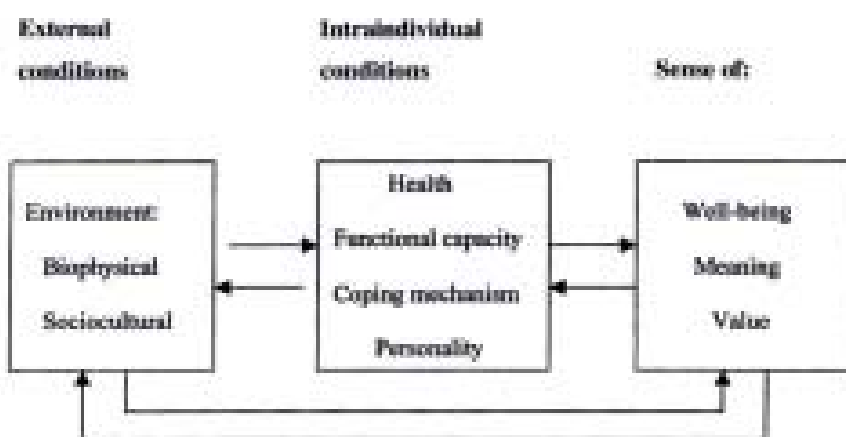 External
conditions
Intraindividual
conditions
Sense of:
Environment:
Biophysical
Sociocultural
Health
Functional capacity
Coping mechanism
Personality
Well-being
Meaning
Value